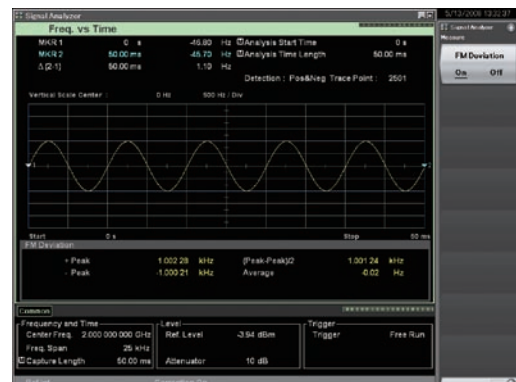 Signal Analyzer
5/13/2008 13:32:37
Freq. vs Time
Signal Analyzer
Measure
MKR 1 0 s -46.80 Hz Analysis Start Time 0 s
MKR 2 50.00 ms -45.70 Hz Analysis Time Length 50.00 ms
Δ [2-1] 50.00 ms 1.10 Hz
FM Deviation
On Off
Detection : Pos&Neg Trace Point : 2501
Vertical Scale Center : 0 Hz 500 Hz / Div
1
2
Start 0 s Stop 50 ms
FM Deviation
+ Peak 1.002 28 kHz (Peak-Peak)/2 1.001 24 kHz
- Peak -1.000 21 kHz Average -0.02 Hz
Common
Frequency and Time
Level
Trigger
Center Freq. 2.000 000 000 GHz Ref. Level -3.94 dBm Trigger Free Run
Freq. Span 25 kHz
Capture Length 50.00 ms Attenuator 10 dB